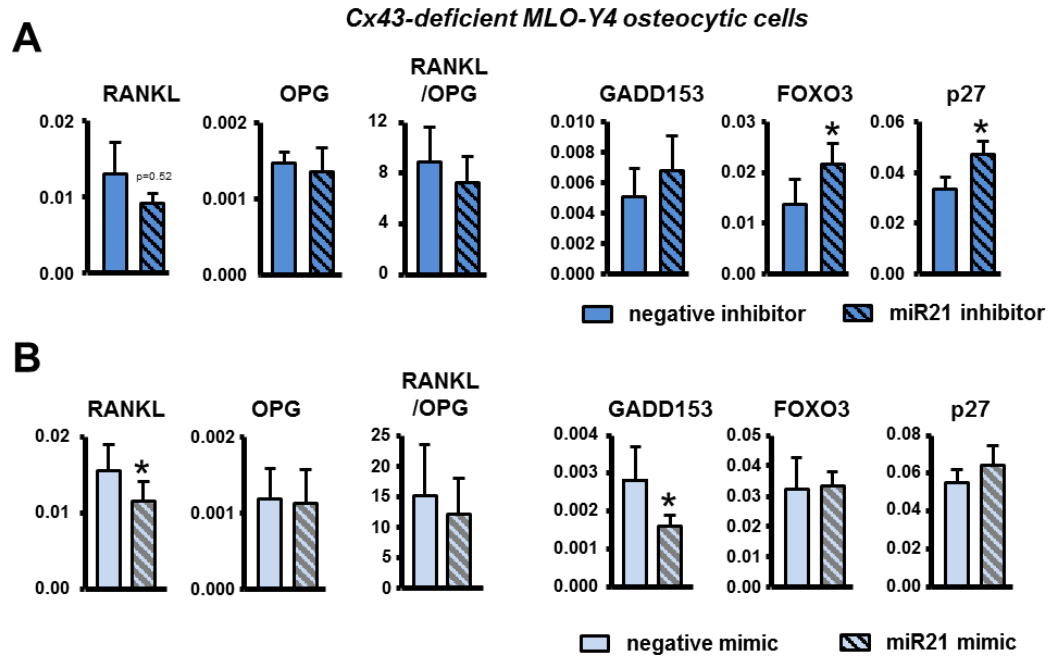 Cx43-deficient MLO-Y4 osteocytic cells
A
RANKL
0.02
0.01
0.00
p=0.52
OPG
0.002
0.001
0.000
RANKL
/OPG
12
8
4
0
GADD153
0.010
0.008
0.006
0.004
0.002
0.000
FOXO3
0.03
0.02
0.01
0.00
*
p27
0.06
0.04
0.02
0.00
*
negative inhibitor
miR21 inhibitor
B
RANKL
0.02
0.01
0.00
*
OPG
0.002
0.001
0.000
RANKL
/OPG
25
20
15
10
5
0
GADD153
0.004
0.003
0.002
0.001
0.000
*
FOXO3
0.05
0.04
0.03
0.02
0.01
0.00
p27
0.08
0.06
0.04
0.02
0.00
negative mimic
miR21 mimic